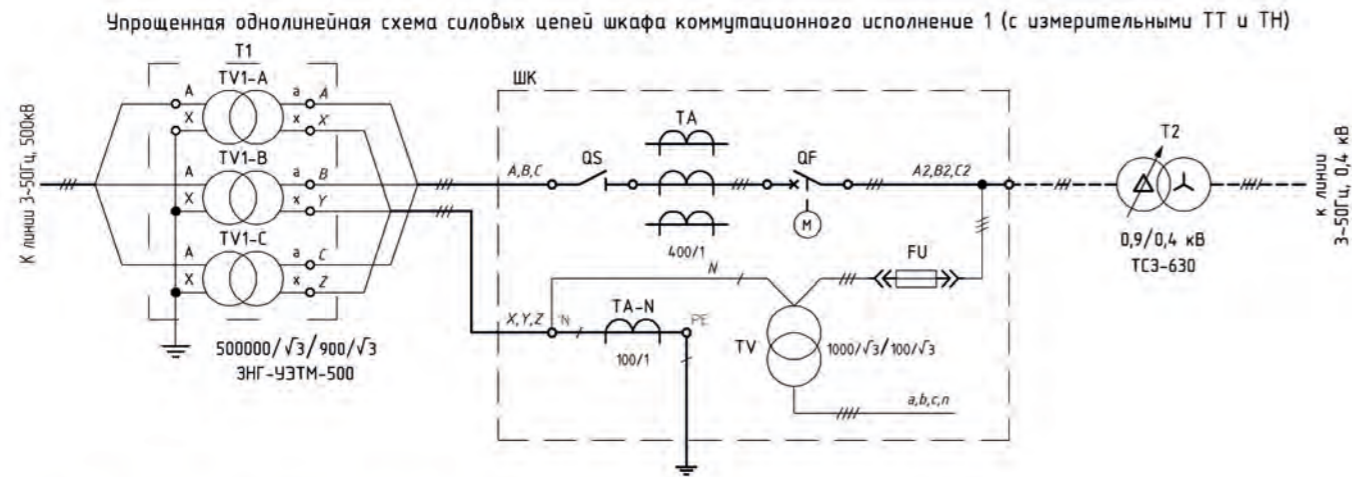 Упрощенная однолинейная схема силовых цепей шкафа коммутационного исполнение 1 (с измерительными ТТ и ТН)
К линии 3~50Гц, 500кВ
T1
TV1-A
A
X
a
x
A
X
TV1-B
A
X
a
x
B
Y
TV1-C
A
X
a
x
C
Z
500000/√3/900/√3
ЗНГ-УЭТМ-500
ШК
A,B,C
QS
TA
400/1
QF
M
A2,B2,C2
FU
N
X,Y,Z
N
TA-N
100/1
PE
TV
1000/√3/100/√3
a,b,c,n
T2
0,9/0,4 кВ
ТСЗ-630
к линии
3~50Гц, 0,4 кВ